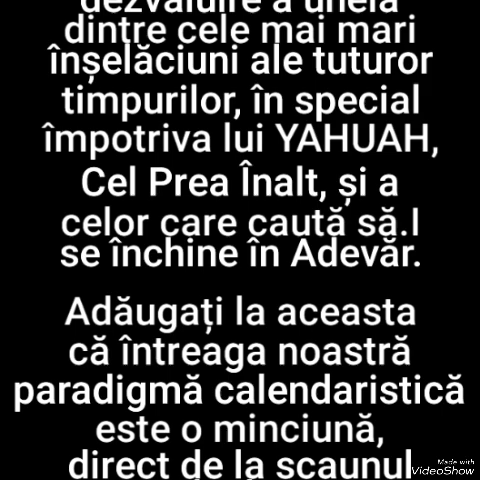 dezvăluire a uneia
dintre cele mai mari
înșelăciuni ale tuturor
timpurilor, în special
împotriva lui YAHUAH,
Cel Prea Înalt, și a
celor care caută să.I
se închine în Adevăr.
Adăugați la aceasta
că întreaga noastră
paradigmă calendaristică
este o minciună,
direct de la scaunul
Made with
VideoShow